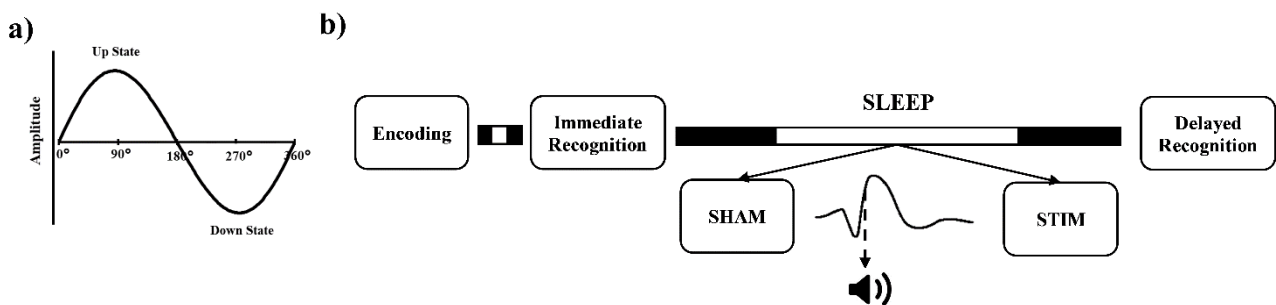 a)
Up State
Amplitude
0°
90°
180°
270°
360°
Down State
b)
Encoding
Immediate
Recognition
SLEEP
Delayed
Recognition
SHAM
STIM